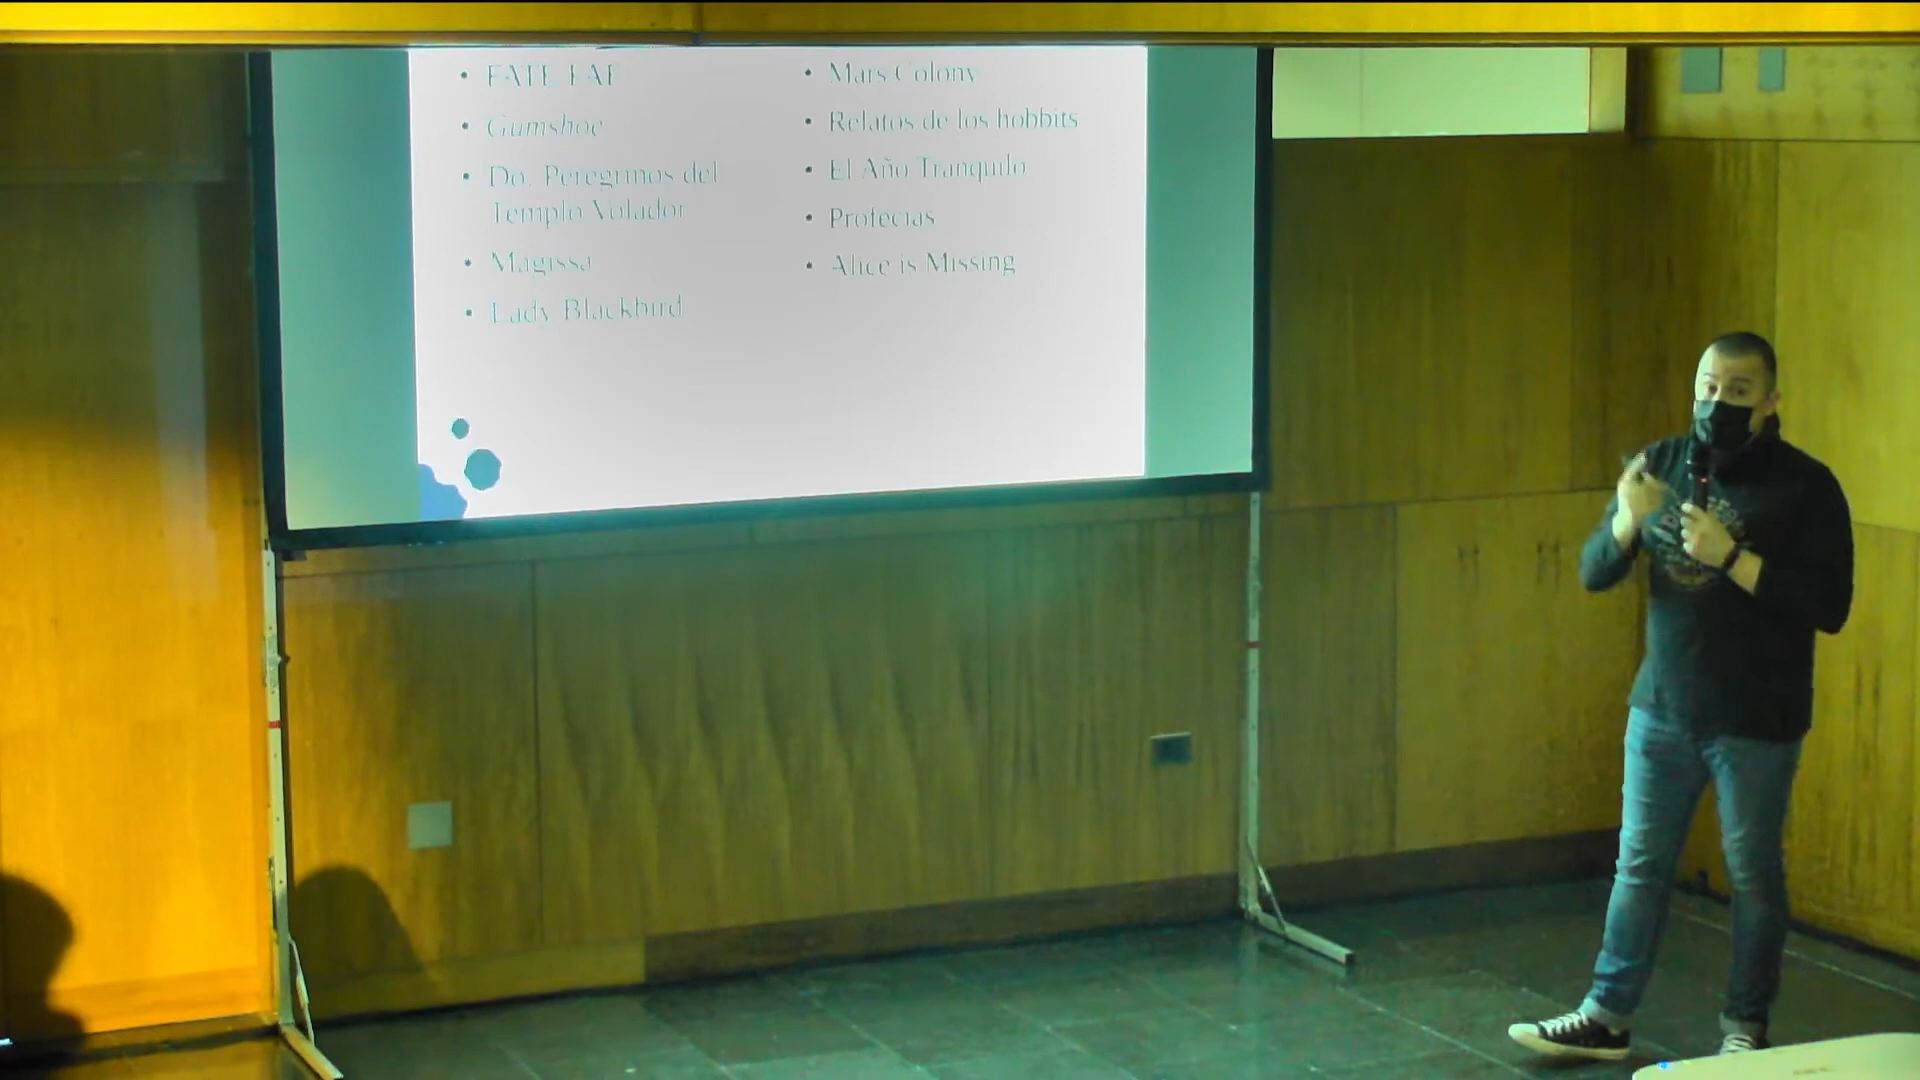 • FATE FAE
• Gumshoe
• Do, Peregrinos del
Templo Volador
• Magissa
• Lady Blackbird
• Mars Colony
• Relatos de los hobbits
• El Año Tranquilo
• Profecías
• Alice is Missing